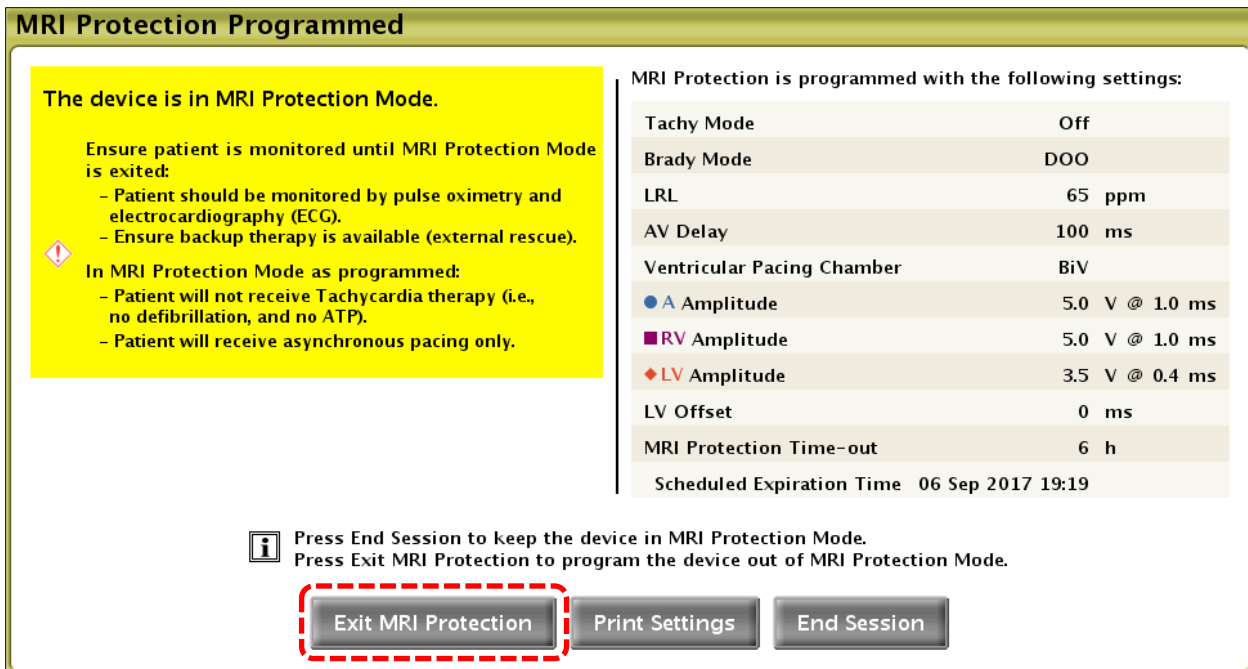 MRI Protection Programmed
The device is in MRI Protection Mode.
Ensure patient is monitored until MRI Protection Mode
is exited:
– Patient should be monitored by pulse oximetry and
electrocardiography (ECG).
– Ensure backup therapy is available (external rescue).
In MRI Protection Mode as programmed:
– Patient will not receive Tachycardia therapy (i.e.,
no defibrillation, and no ATP).
– Patient will receive asynchronous pacing only.
MRI Protection is programmed with the following settings:
Tachy Mode Off
Brady Mode DOO
LRL 65 ppm
AV Delay 100 ms
Ventricular Pacing Chamber BiV
A Amplitude 5.0 V @ 1.0 ms
RV Amplitude 5.0 V @ 1.0 ms
LV Amplitude 3.5 V @ 0.4 ms
LV Offset 0 ms
MRI Protection Time-out 6 h
Scheduled Expiration Time 06 Sep 2017 19:19
Press End Session to keep the device in MRI Protection Mode.
Press Exit MRI Protection to program the device out of MRI Protection Mode.
Exit MRI Protection Print Settings End Session